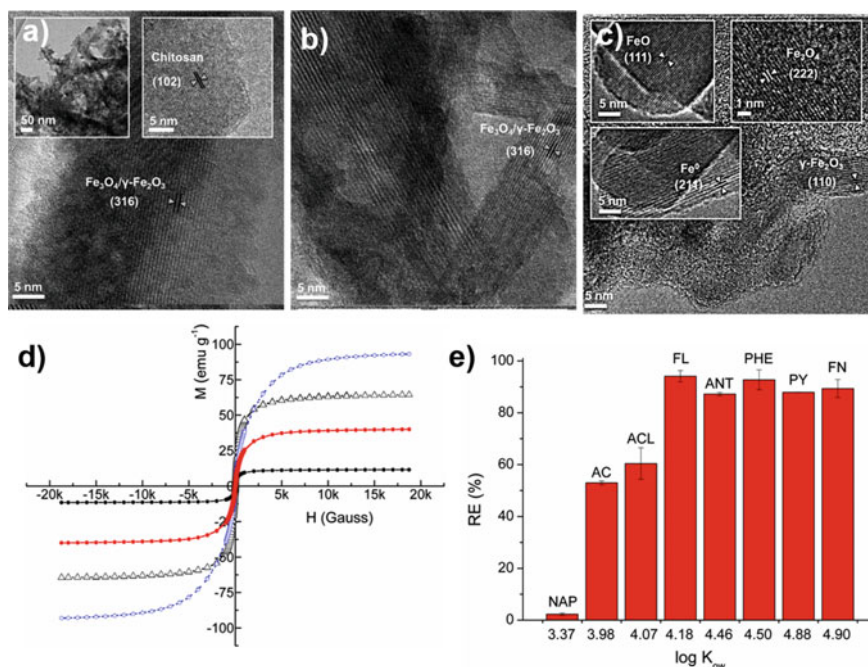 a)
50 nm
Chitosan
(102)
5 nm
Fe₃O₄/γ-Fe₂O₃
(316)
5 nm
b)
Fe₃O₄/γ-Fe₂O₃
(316)
5 nm
c)
FeO
(111)
5 nm
Fe₃O₄
(222)
1 nm
Fe⁰
(211)
5 nm
γ-Fe₂O₃
(110)
5 nm
d)
M (emu g⁻¹)
100
75
50
25
-25
-50
-75
-100
-20k -15k -10k -5k 5k 10k 15k 20k
H (Gauss)
e)
RE (%)
100
80
60
40
20
0
NAP AC ACL FL ANT PHE PY FN
3.37 3.98 4.07 4.18 4.46 4.50 4.88 4.90
log K_ow